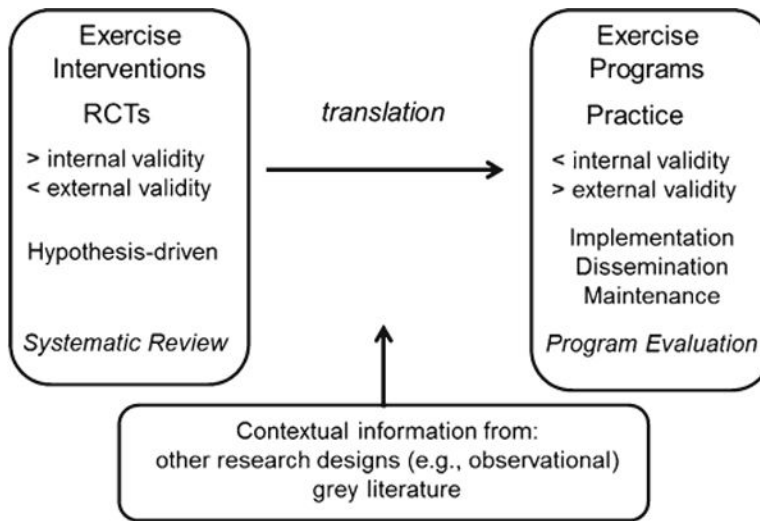 Exercise
Interventions
RCTs
> internal validity
< external validity
Hypothesis-driven
Systematic Review
translation
Exercise
Programs
Practice
< internal validity
> external validity
Implementation
Dissemination
Maintenance
Program Evaluation
Contextual information from:
other research designs (e.g., observational)
grey literature